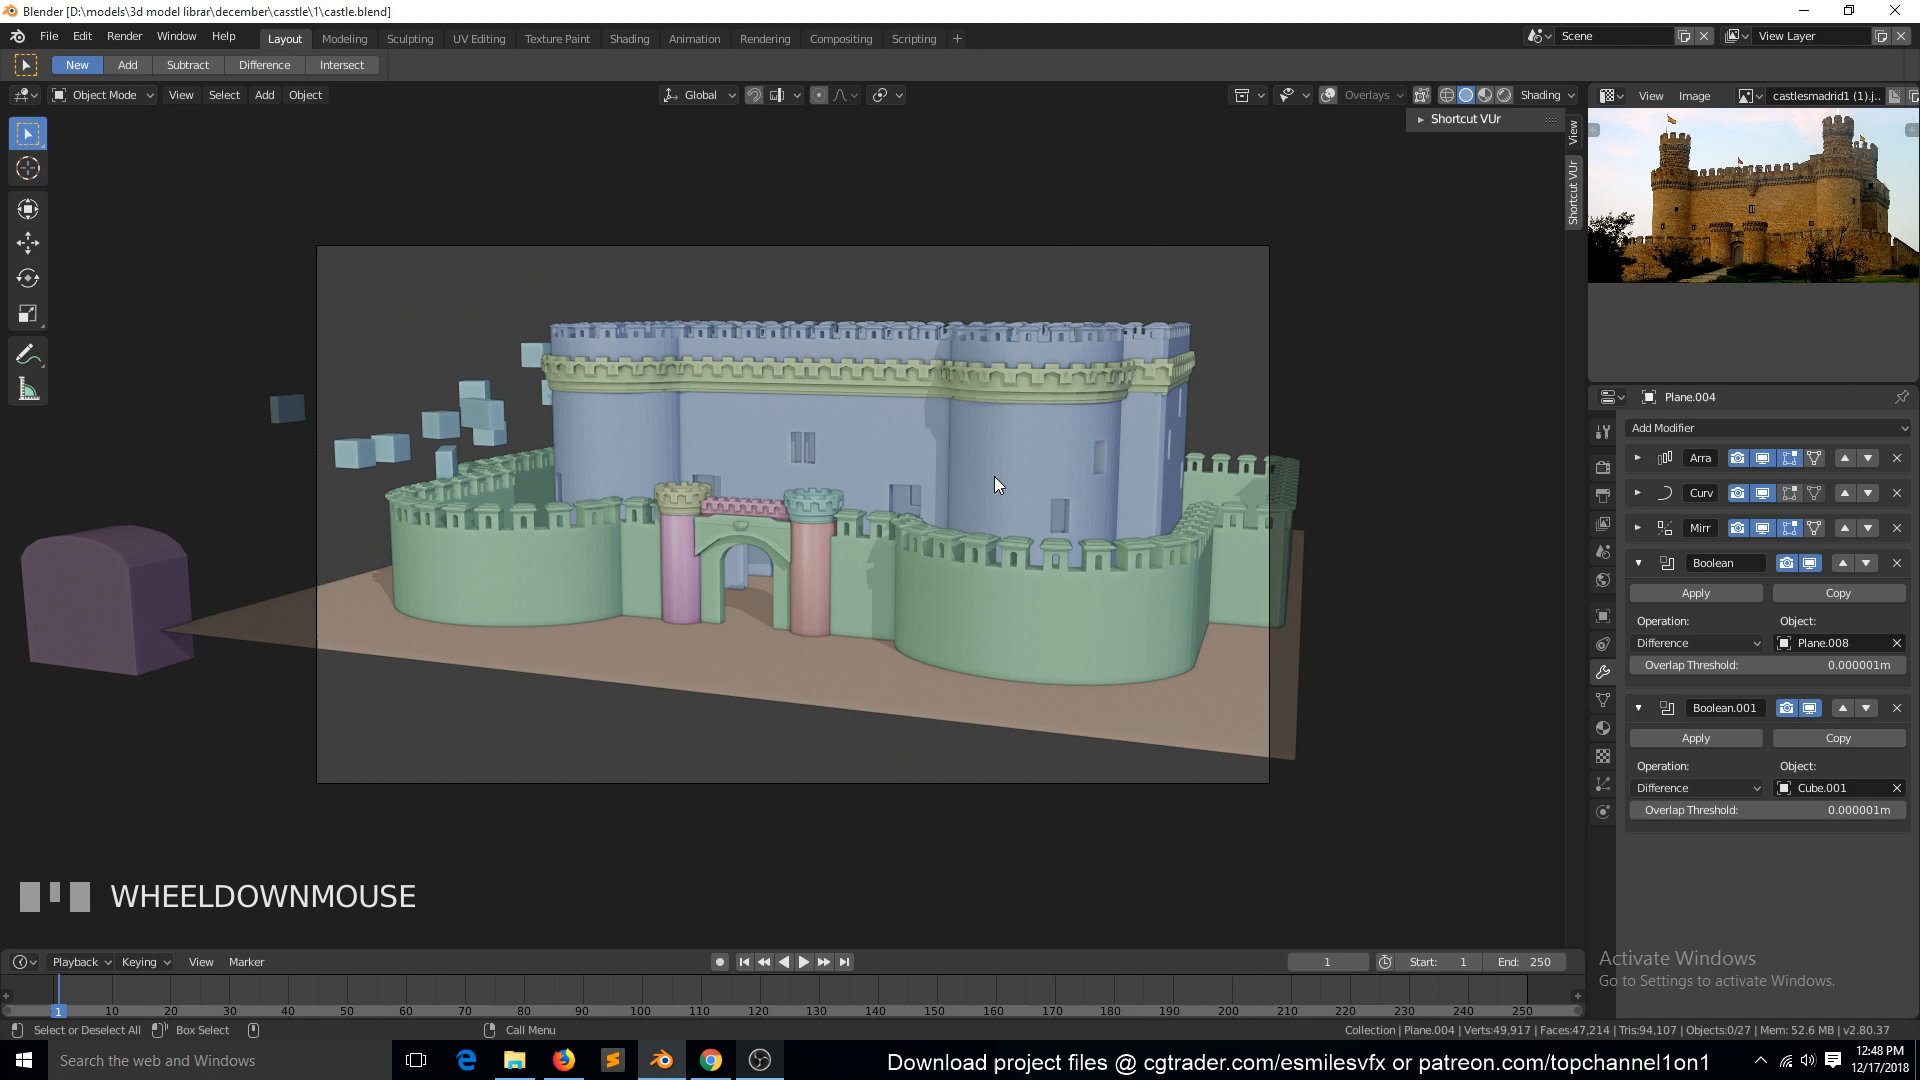 Blender [D:\models\3d model librar\december\casstle\1\castle.blend]
File Edit Render Window Help Layout Modeling Sculpting UV Editing Texture Paint Shading Animation Rendering Compositing Scripting + Scene View Layer
New Add Subtract Difference Intersect
Object Mode View Select Add Object Global Overlays Shading View Image castlesmadrid1 (1).j..
Shortcut VUr
View
Shortcut VUr
Plane.004
Add Modifier
Arra
Curv
Mirr
Boolean
Apply Copy
Operation: Object:
Difference Plane.008
Overlap Threshold: 0.000001m
Boolean.001
Apply Copy
Operation: Object:
Difference Cube.001
Overlap Threshold: 0.000001m
WHEELDOWNMOUSE
Activate Windows
Go to Settings to activate Windows.
Playback Keying View Marker 1 Start: 1 End: 250
1 10 20 30 40 50 60 70 80 90 100 110 120 130 140 150 160 170 180 190 200 210 220 230 240 250
Select or Deselect All Box Select Call Menu Collection | Plane.004 | Verts:49,917 | Faces:47,214 | Tris:94,107 | Objects:0/27 | Mem: 52.6 MB | v2.80.37
Search the web and Windows
Download project files @ cgtrader.com/esmilesvfx or patreon.com/topchannel1on1
12:48 PM
12/17/2018